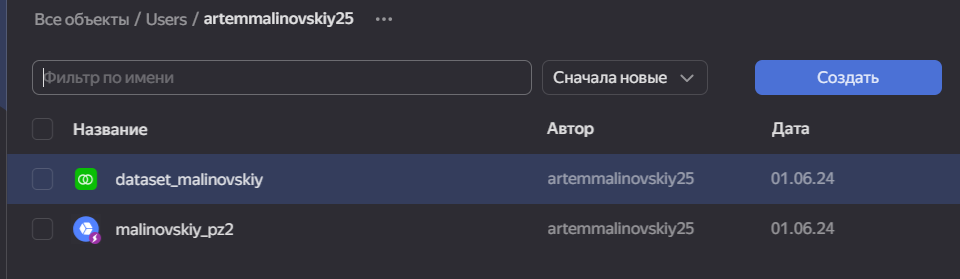 Все объекты / Users / artemmalinovskiy25 ···
Фильтр по имени Сначала новые Создать
Название Автор Дата
dataset_malinovskiy artemmalinovskiy25 01.06.24
malinovskiy_pz2 artemmalinovskiy25 01.06.24